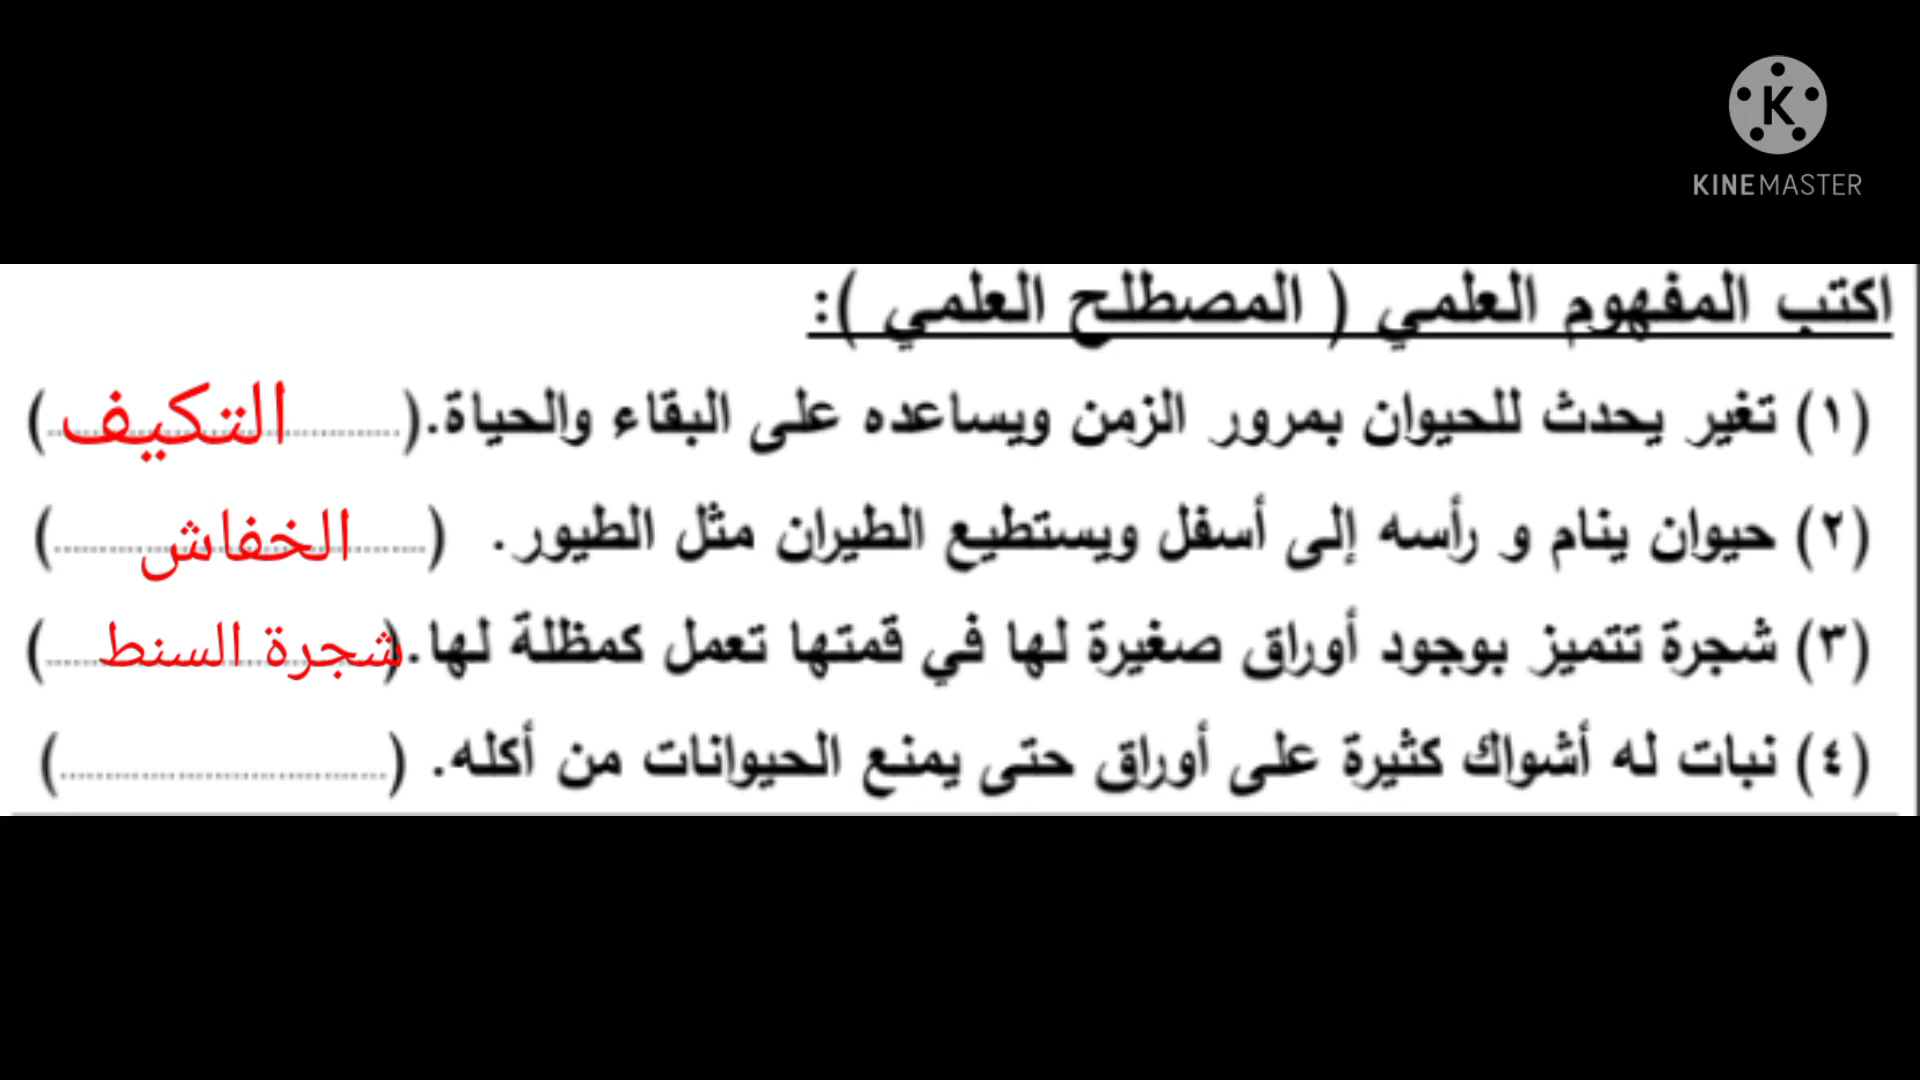 KINEMASTER
اكتب المفهوم العلمي ( المصطلح العلمي ):
(١) تغير يحدث للحيوان بمرور الزمن ويساعده على البقاء والحياة. (التكيف)
(٢) حيوان ينام و رأسه إلى أسفل ويستطيع الطيران مثل الطيور. (الخفاش)
(٣) شجرة تتميز بوجود أوراق صغيرة لها في قمتها تعمل كمظلة لها. (شجرة السنط)
(٤) نبات له أشواك كثيرة على أوراق حتى يمنع الحيوانات من أكله. (..............................)